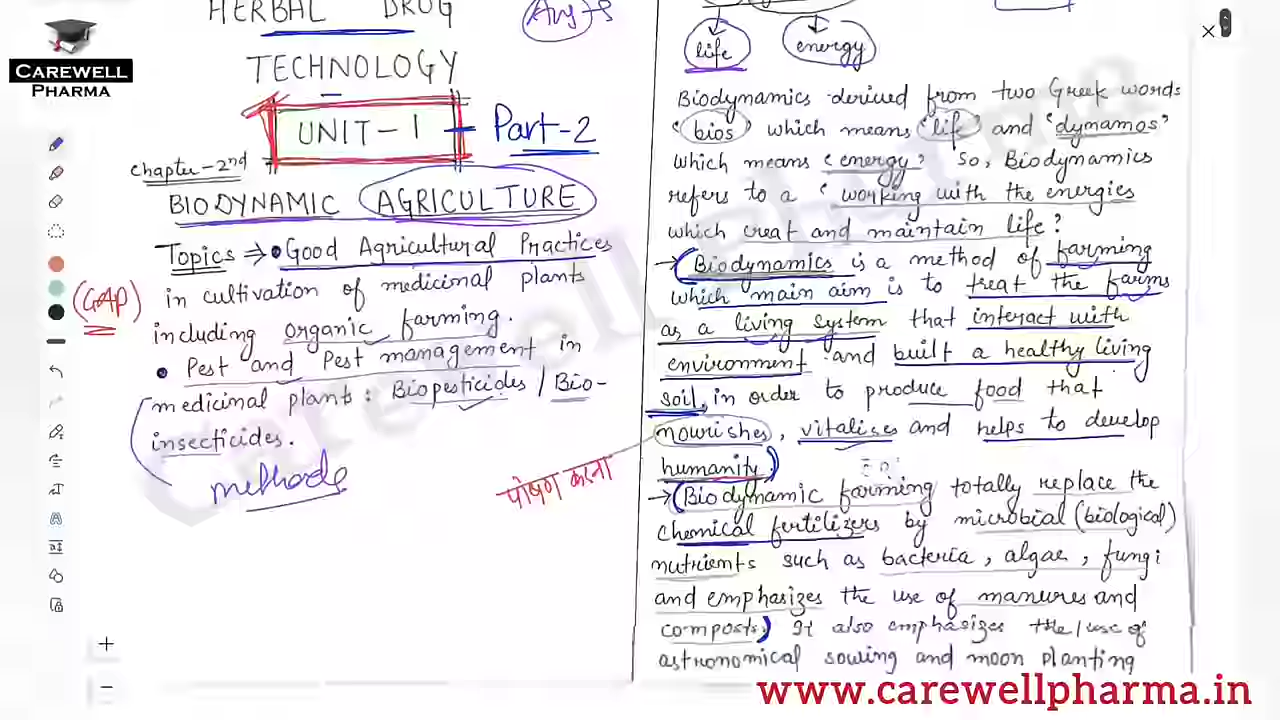 HERBAL DRUG
TECHNOLOGY
UNIT-1 Part-2
Chapter-2nd
BIODYNAMIC AGRICULTURE
Topics ⇒ • Good Agricultural Practices
(GAP)
in cultivation of medicinal plants
including organic farming.
• Pest and Pest management in
medicinal plants: Biopesticides / Bio-
insecticides.
methods
पोषण करना
life
energy
Biodynamics derived from two Greek words
'bios' which means 'life' and 'dynamos'
which means 'energy'. So, Biodynamics
refers to a 'working with the energies
which creat and maintain life'.
→ Biodynamics is a method of farming
which main aim is to treat the farms
as a living system that interact with
environment and built a healthy living
soil, in order to produce food that
nourishes, vitalises and helps to develop
humanity.
→ Biodynamic farming totally replace the
chemical fertilizers by microbial (biological)
nutrients such as bacteria, algae, fungi
and emphasizes the use of manures and
composts. It also emphasizes the use of
astronomical sowing and moon planting
CAREWELL
PHARMA
www.carewellpharma.in